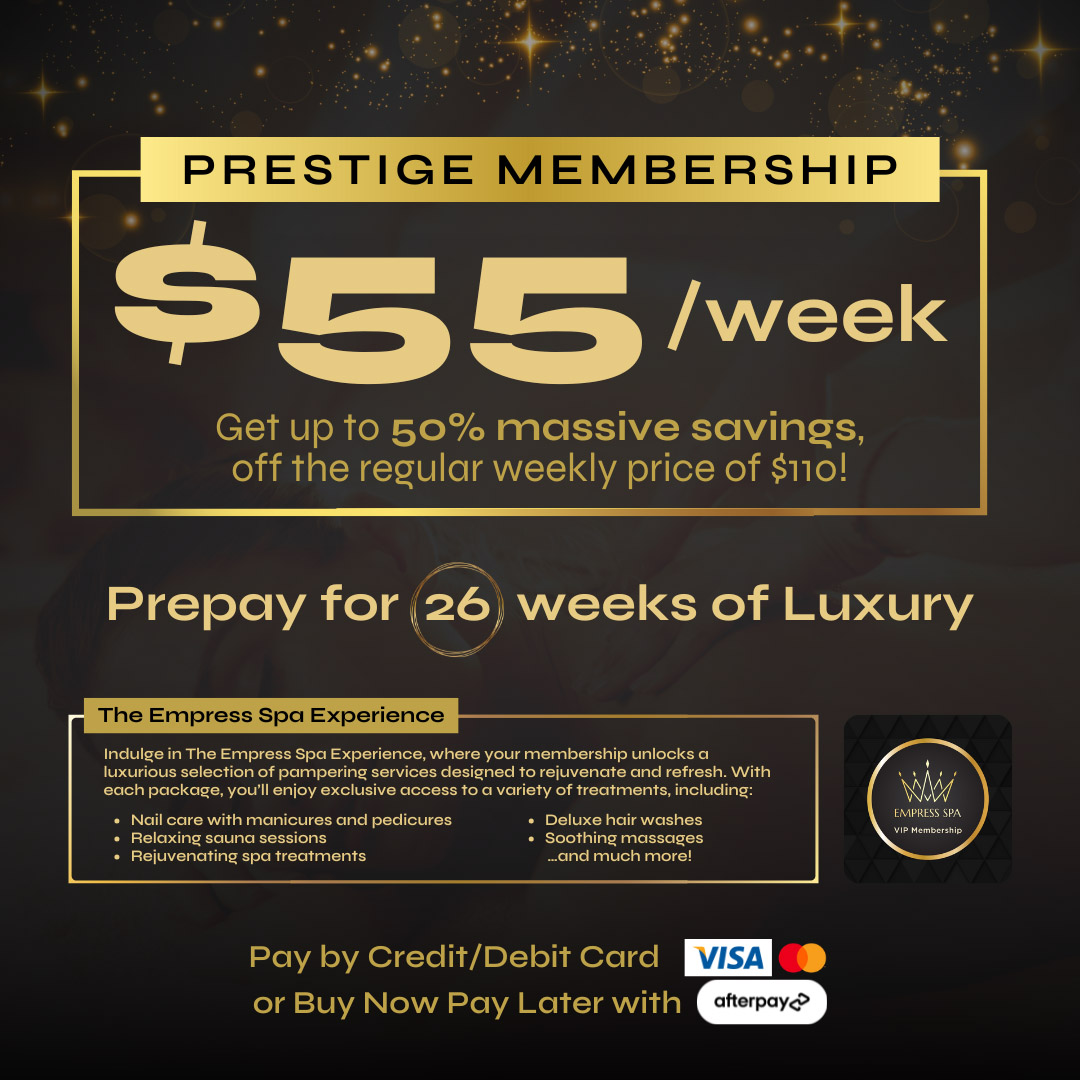 PRESTIGE MEMBERSHIP
$55/week
Get up to 50% massive savings,
off the regular weekly price of $110!
Prepay for 26 weeks of Luxury
The Empress Spa Experience
Indulge in The Empress Spa Experience, where your membership unlocks a
luxurious selection of pampering services designed to rejuvenate and refresh. With
each package, you'll enjoy exclusive access to a variety of treatments, including:
• Nail care with manicures and pedicures
• Relaxing sauna sessions
• Rejuvenating spa treatments
• Deluxe hair washes
• Soothing massages
...and much more!
EMPRESS SPA
VIP Membership
Pay by Credit/Debit Card VISA
or Buy Now Pay Later with afterpay